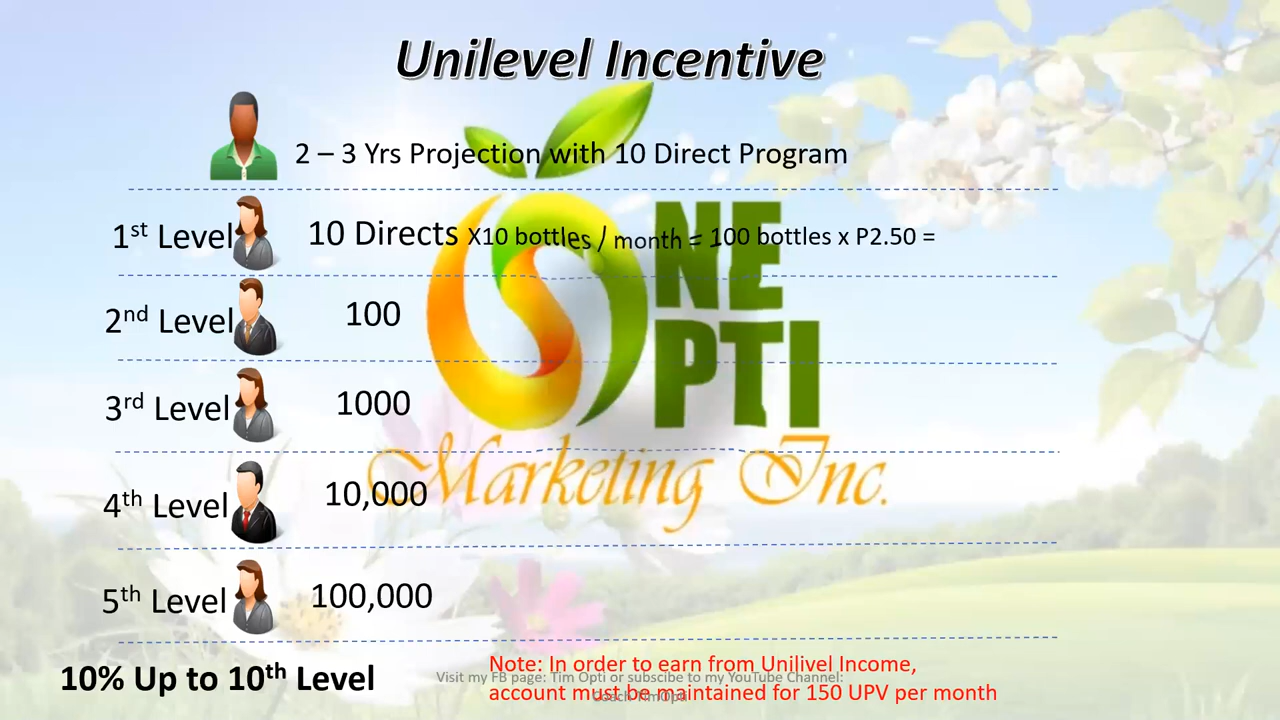 Unilevel Incentive
2 – 3 Yrs Projection with 10 Direct Program
1st Level 10 Directs X10 bottles / month = 100 bottles x P2.50 =
NE
2nd Level 100
PTI
3rd Level 1000
Marketing Inc.
4th Level 10,000
5th Level 100,000
10% Up to 10th Level
Note: In order to earn from Unilivel Income,
account must be maintained for 150 UPV per month
Visit my FB page: Tim Opti or subscibe to my YouTube Channel:
Coach TimOpti